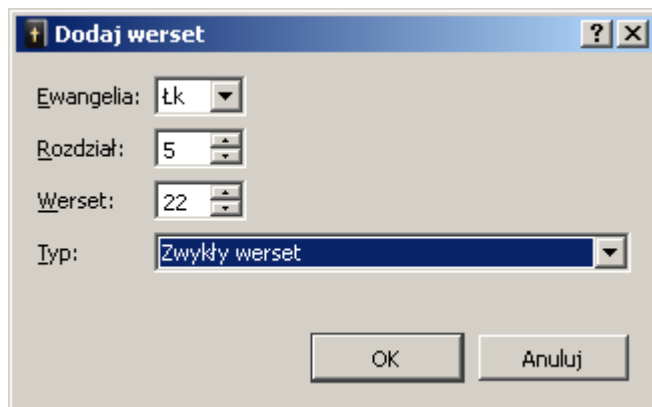 Dodaj werset
Ewangelia: Łk
Rozdział: 5
Werset: 22
Typ: Zwykły werset
OK Anuluj